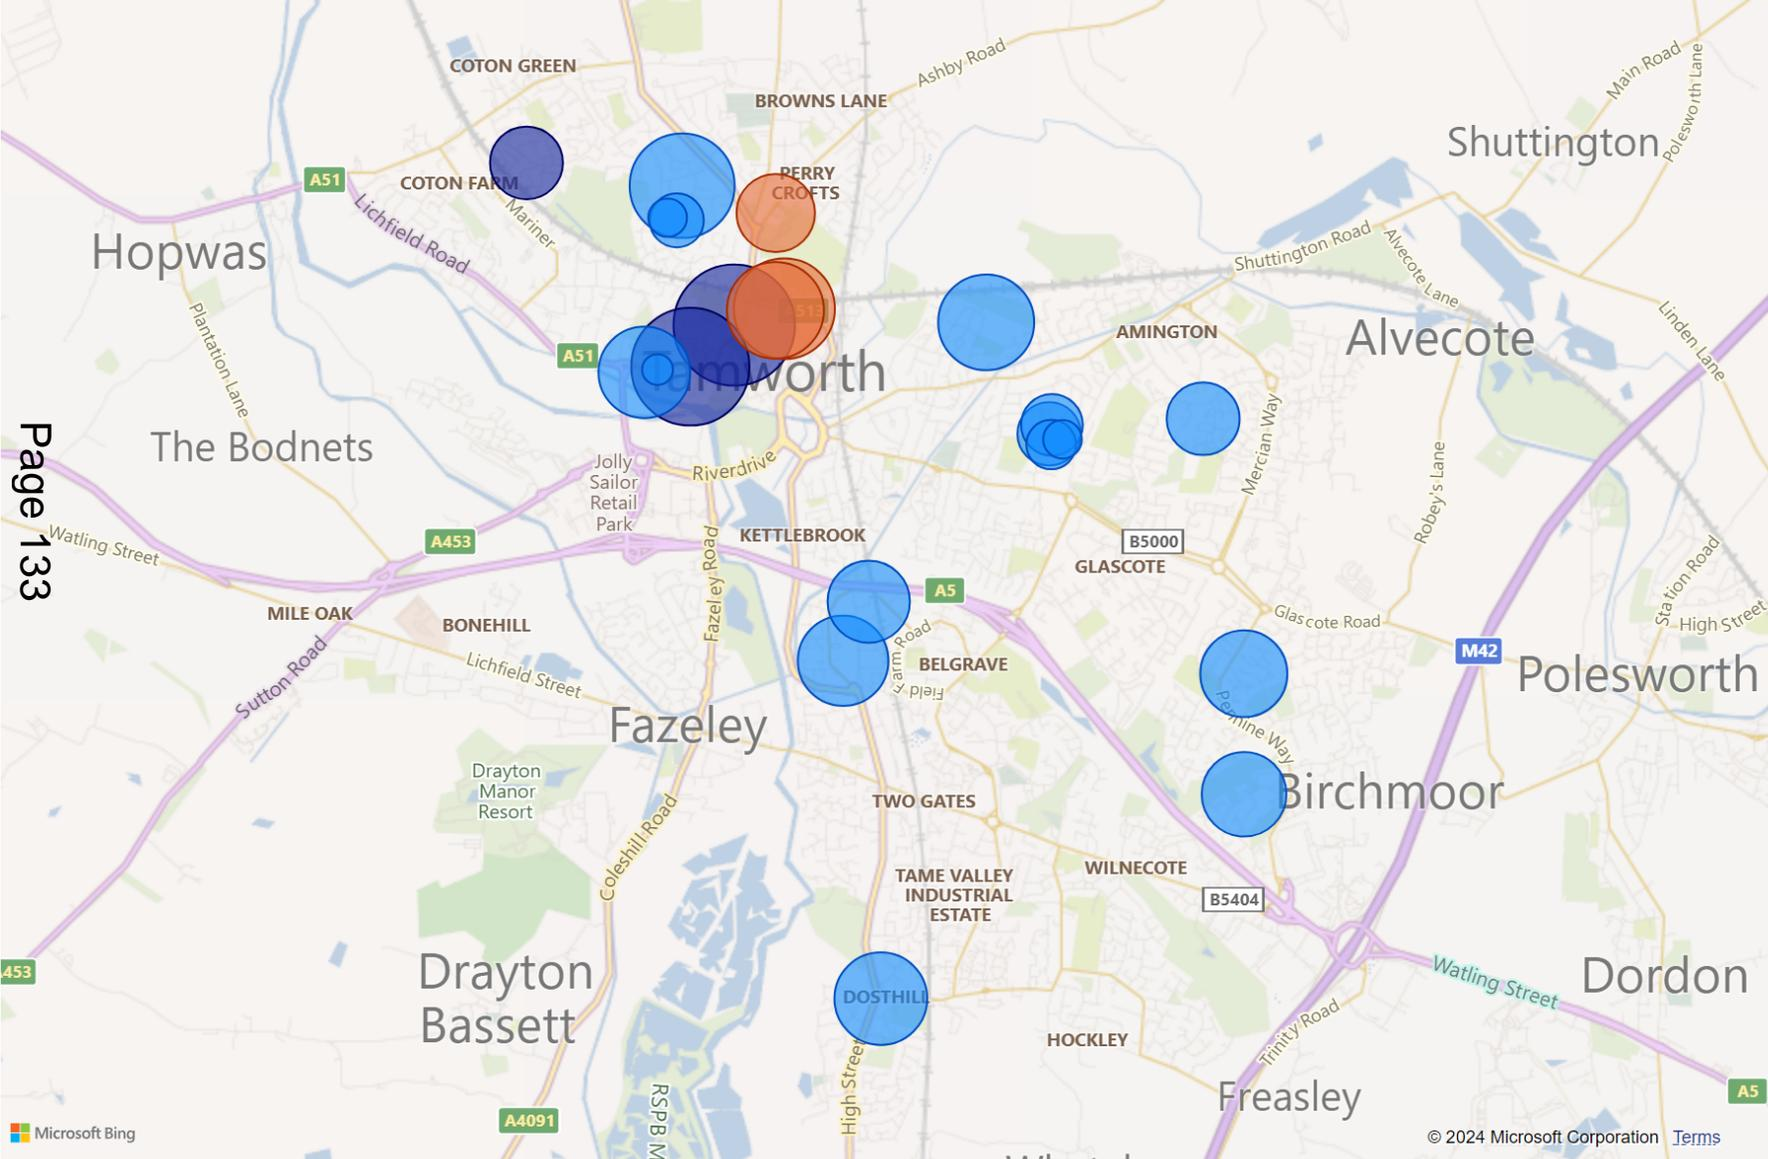 COTON GREEN
BROWNS LANE
Ashby Road
Main Road
Polesworth Lane
Shuttington
A51
COTON FARM
PERRY
CROFTS
Lichfield Road
Mariner
Hopwas
Shuttington Road
Alvecote Lane
Plantation Lane
A51
Tamworth
AMINGTON
Alvecote
Linden Lane
Page 133
The Bodnets
Jolly
Sailor
Retail
Park
Riverdrive
Mercian Way
Robey's Lane
Watling Street
A453
KETTLEBROOK
B5000
GLASCOTE
Fazeley Road
A5
Station Road
MILE OAK
BONEHILL
Glascote Road
High Street
Sutton Road
Lichfield Street
Field Farm Road
BELGRAVE
M42
Polesworth
Fazeley
Pennine Way
Drayton
Manor
Resort
Birchmoor
TWO GATES
Coleshill Road
WILNECOTE
TAME VALLEY
INDUSTRIAL
ESTATE
B5404
A453
Drayton
Bassett
DOSTHILL
Watling Street
Dordon
HOCKLEY
Trinity Road
High Street
RSPB M
Freasley
A5
A4091
Microsoft Bing
© 2024 Microsoft Corporation Terms